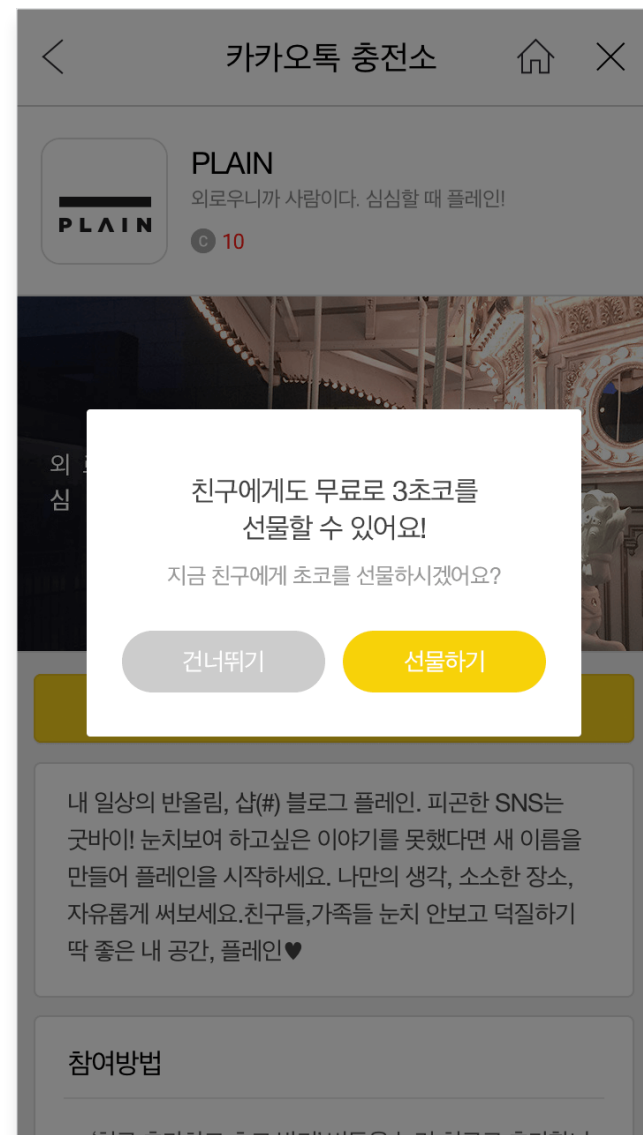 카카오톡 충전소
PLAIN
PLAIN
외로우니까 사람이다. 심심할 때 플레인!
C 10
외
심
친구에게도 무료로 3초코를
선물할 수 있어요!
지금 친구에게 초코를 선물하시겠어요?
건너뛰기 선물하기
내 일상의 반올림, 샵(#) 블로그 플레인. 피곤한 SNS는
굿바이! 눈치보여 하고싶은 이야기를 못했다면 새 이름을
만들어 플레인을 시작하세요. 나만의 생각, 소소한 장소,
자유롭게 써보세요.친구들,가족들 눈치 안보고 덕질하기
딱 좋은 내 공간, 플레인♥
참여방법